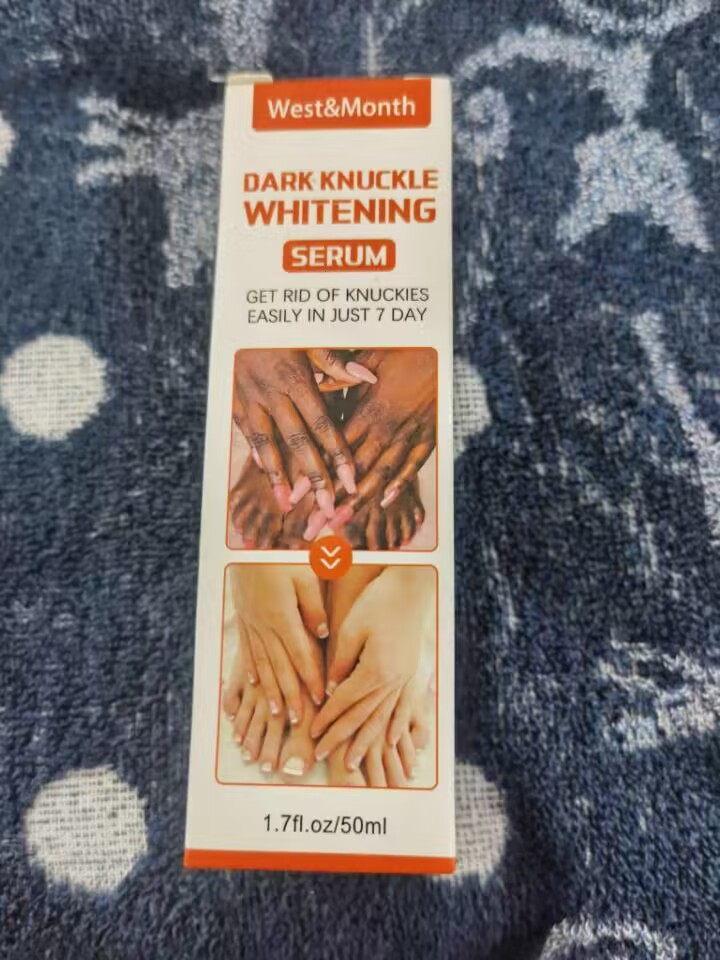 West&Month
DARK KNUCKLE
WHITENING
SERUM
GET RID OF KNUCKIES
EASILY IN JUST 7 DAY
1.7fl.oz/50ml